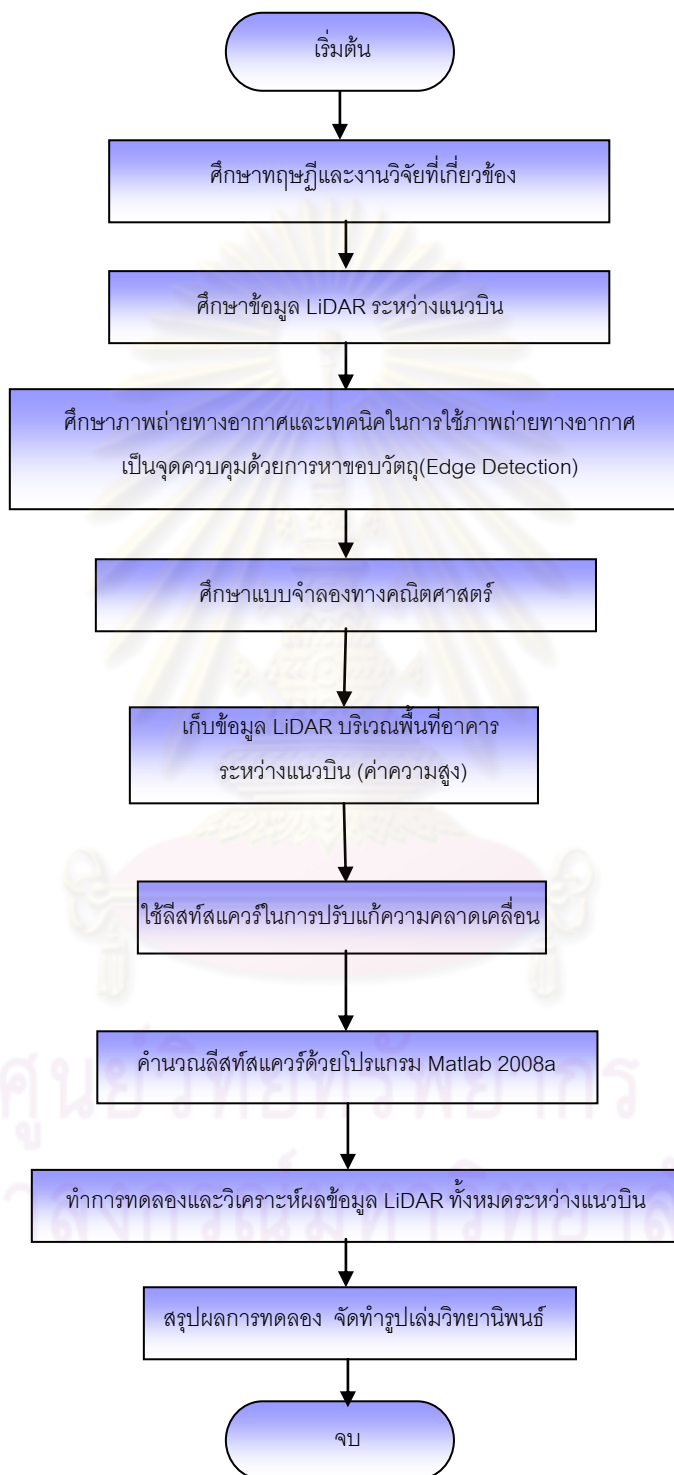 เริ่มต้น
ศึกษาทฤษฎีและงานวิจัยที่เกี่ยวข้อง
ศึกษาข้อมูล LiDAR ระหว่างแนวบิน
ศึกษาภาพถ่ายทางอากาศและเทคนิคในการใช้ภาพถ่ายทางอากาศ
เป็นจุดควบคุมด้วยการหาขอบวัตถุ(Edge Detection)
ศึกษาแบบจำลองทางคณิตศาสตร์
เก็บข้อมูล LiDAR บริเวณพื้นที่อาคาร
ระหว่างแนวบิน (ค่าความสูง)
ใช้ลีสท์สแควร์ในการปรับแก้ความคลาดเคลื่อน
คำนวณลีสท์สแควร์ด้วยโปรแกรม Matlab 2008a
ศูนย์วิทยทรัพยากร
ทำการทดลองและวิเคราะห์ผลข้อมูล LiDAR ทั้งหมดระหว่างแนวบิน
สรุปผลการทดลอง จัดทำรูปเล่มวิทยานิพนธ์
จบ